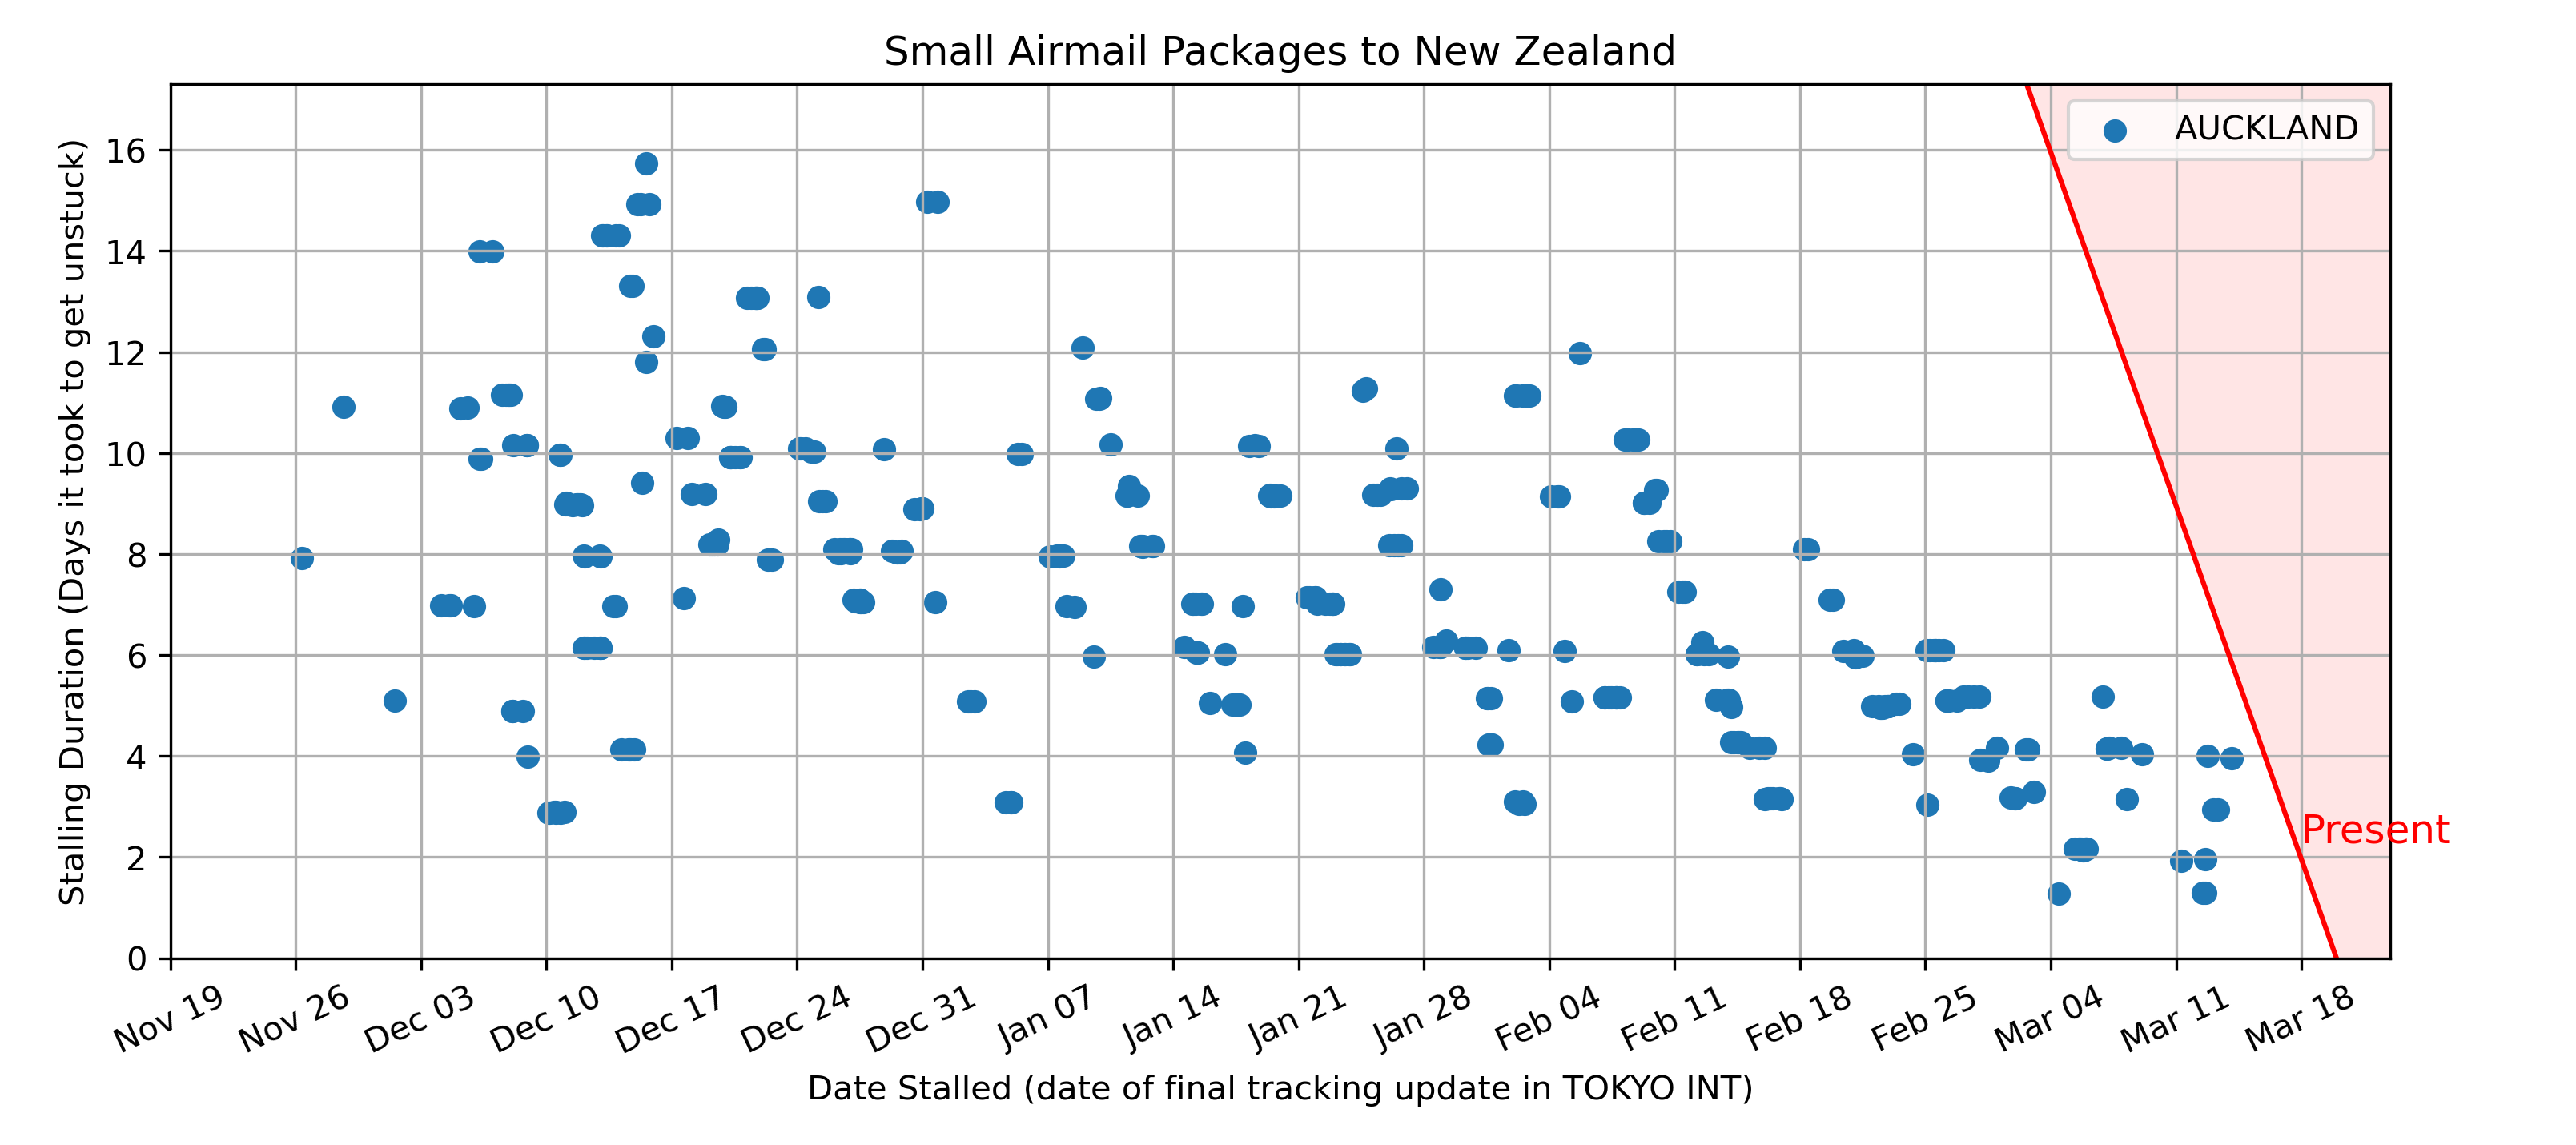 Small Airmail Packages to New Zealand
AUCKLAND
Stalling Duration (Days it took to get unstuck)
16
14
12
10
8
6
4
2
0
Present
Nov 19 Nov 26 Dec 03 Dec 10 Dec 17 Dec 24 Dec 31 Jan 07 Jan 14 Jan 21 Jan 28 Feb 04 Feb 11 Feb 18 Feb 25 Mar 04 Mar 11 Mar 18
Date Stalled (date of final tracking update in TOKYO INT)